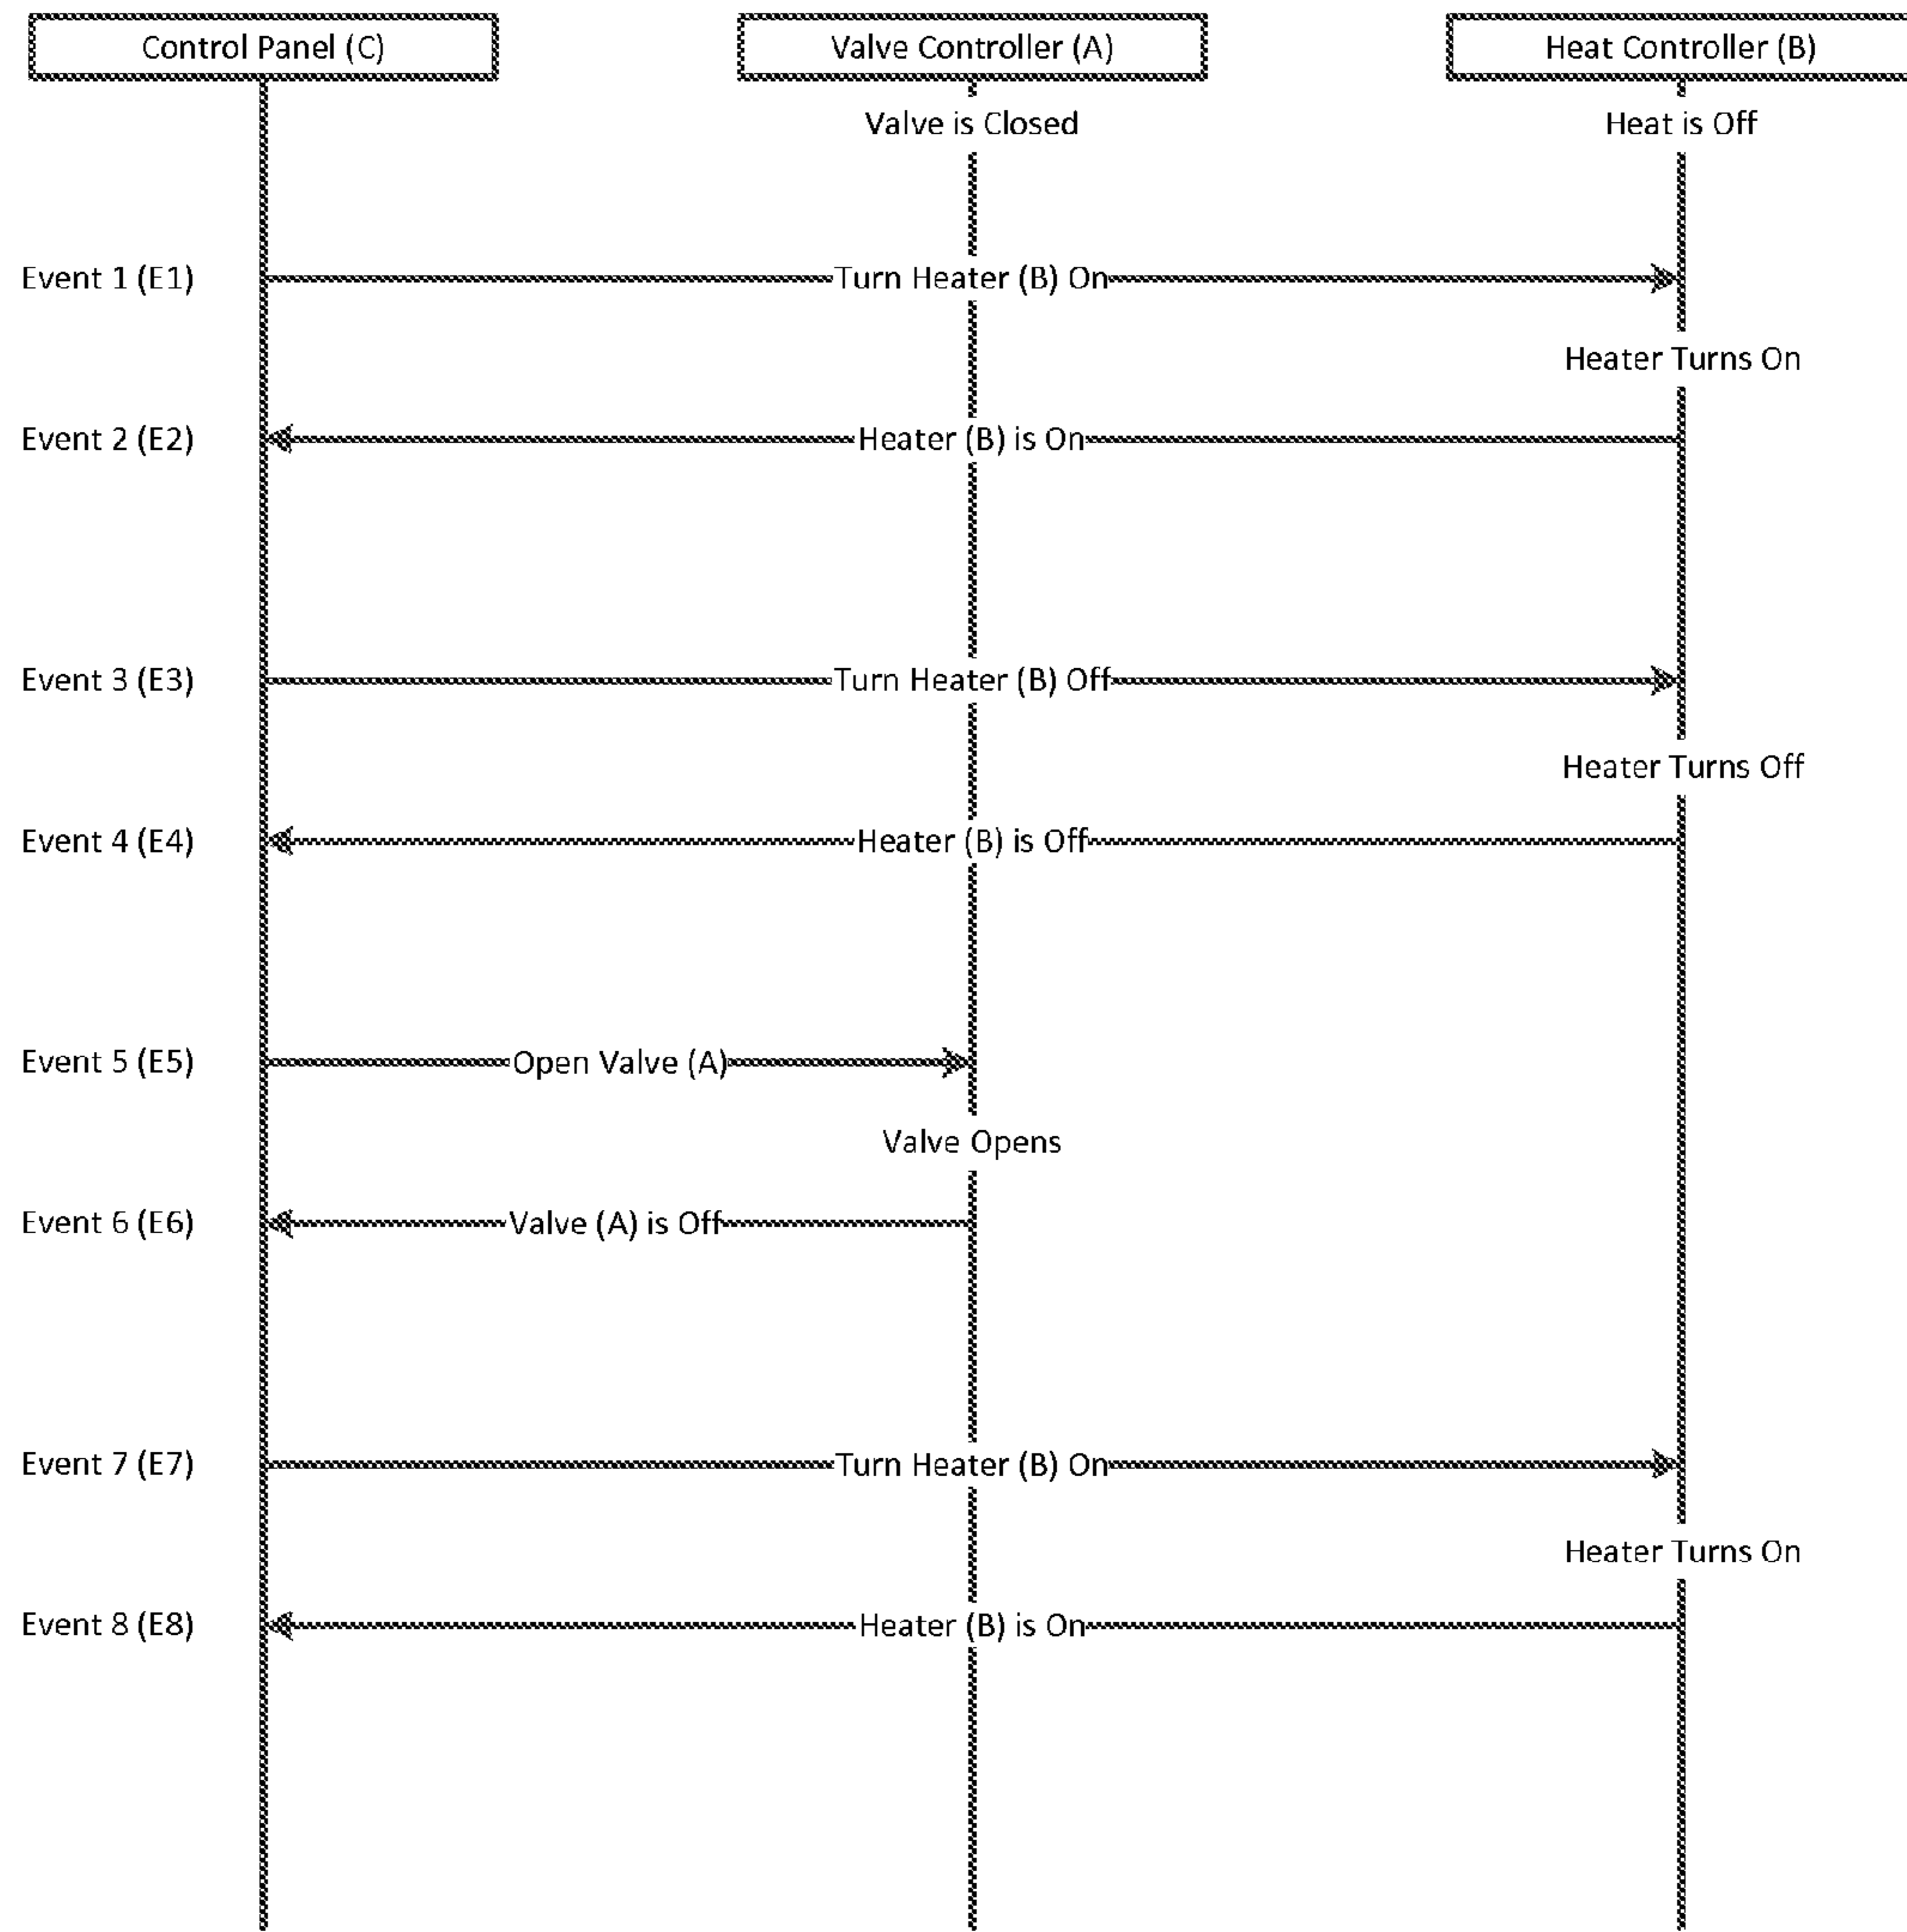 Control Panel (C)
Valve Controller (A)
Heat Controller (B)
Valve is Closed
Heat is Off
Event 1 (E1)
Turn Heater (B) On
Heater Turns On
Event 2 (E2)
Heater (B) is On
Event 3 (E3)
Turn Heater (B) Off
Heater Turns Off
Event 4 (E4)
Heater (B) is Off
Event 5 (E5)
Open Valve (A)
Valve Opens
Event 6 (E6)
Valve (A) is Off
Event 7 (E7)
Turn Heater (B) On
Heater Turns On
Event 8 (E8)
Heater (B) is On